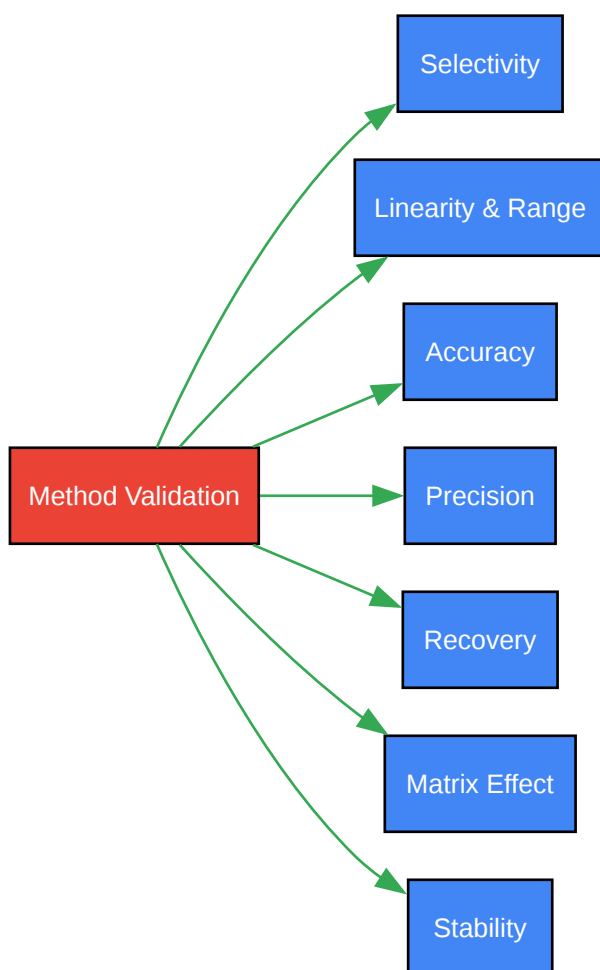 Selectivity
Linearity & Range
Accuracy
Method Validation
Precision
Recovery
Matrix Effect
Stability